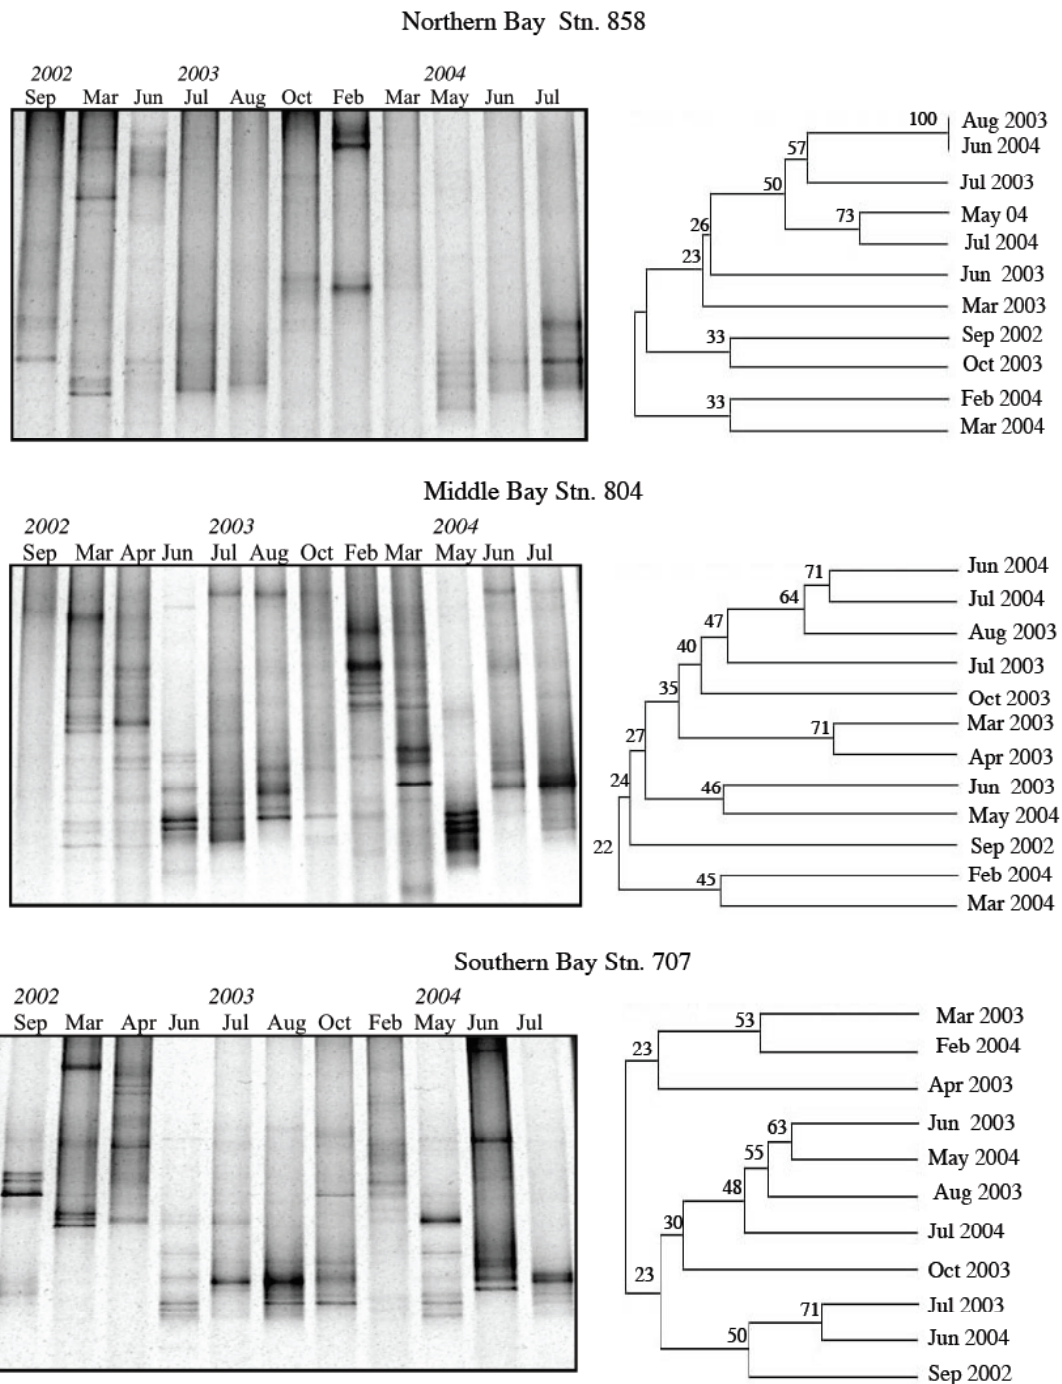 Northern Bay Stn. 858
2002 2003 2004
Sep Mar Jun Jul Aug Oct Feb Mar May Jun Jul
100 Aug 2003
Jun 2004
57
Jul 2003
50
73 May 04
Jul 2004
26
Jun 2003
23
Mar 2003
33 Sep 2002
Oct 2003
33 Feb 2004
Mar 2004
Middle Bay Stn. 804
2002 2003 2004
Sep Mar Apr Jun Jul Aug Oct Feb Mar May Jun Jul
71 Jun 2004
Jul 2004
64
Aug 2003
47
Jul 2003
40
Oct 2003
35
71 Mar 2003
Apr 2003
27
46 Jun 2003
May 2004
24
Sep 2002
22
45 Feb 2004
Mar 2004
Southern Bay Stn. 707
2002 2003 2004
Sep Mar Apr Jun Jul Aug Oct Feb May Jun Jul
53 Mar 2003
Feb 2004
23
Apr 2003
63 Jun 2003
May 2004
55
Aug 2003
48
Jul 2004
30
Oct 2003
23
71 Jul 2003
Jun 2004
50
Sep 2002